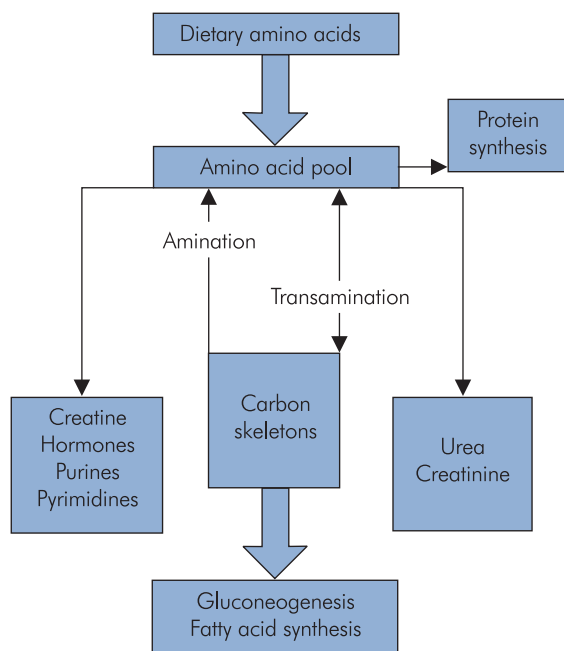 Dietary amino acids
Protein
synthesis
Amino acid pool
Amination
Transamination
Creatine
Hormones
Purines
Pyrimidines
Carbon
skeletons
Urea
Creatinine
Gluconeogenesis
Fatty acid synthesis